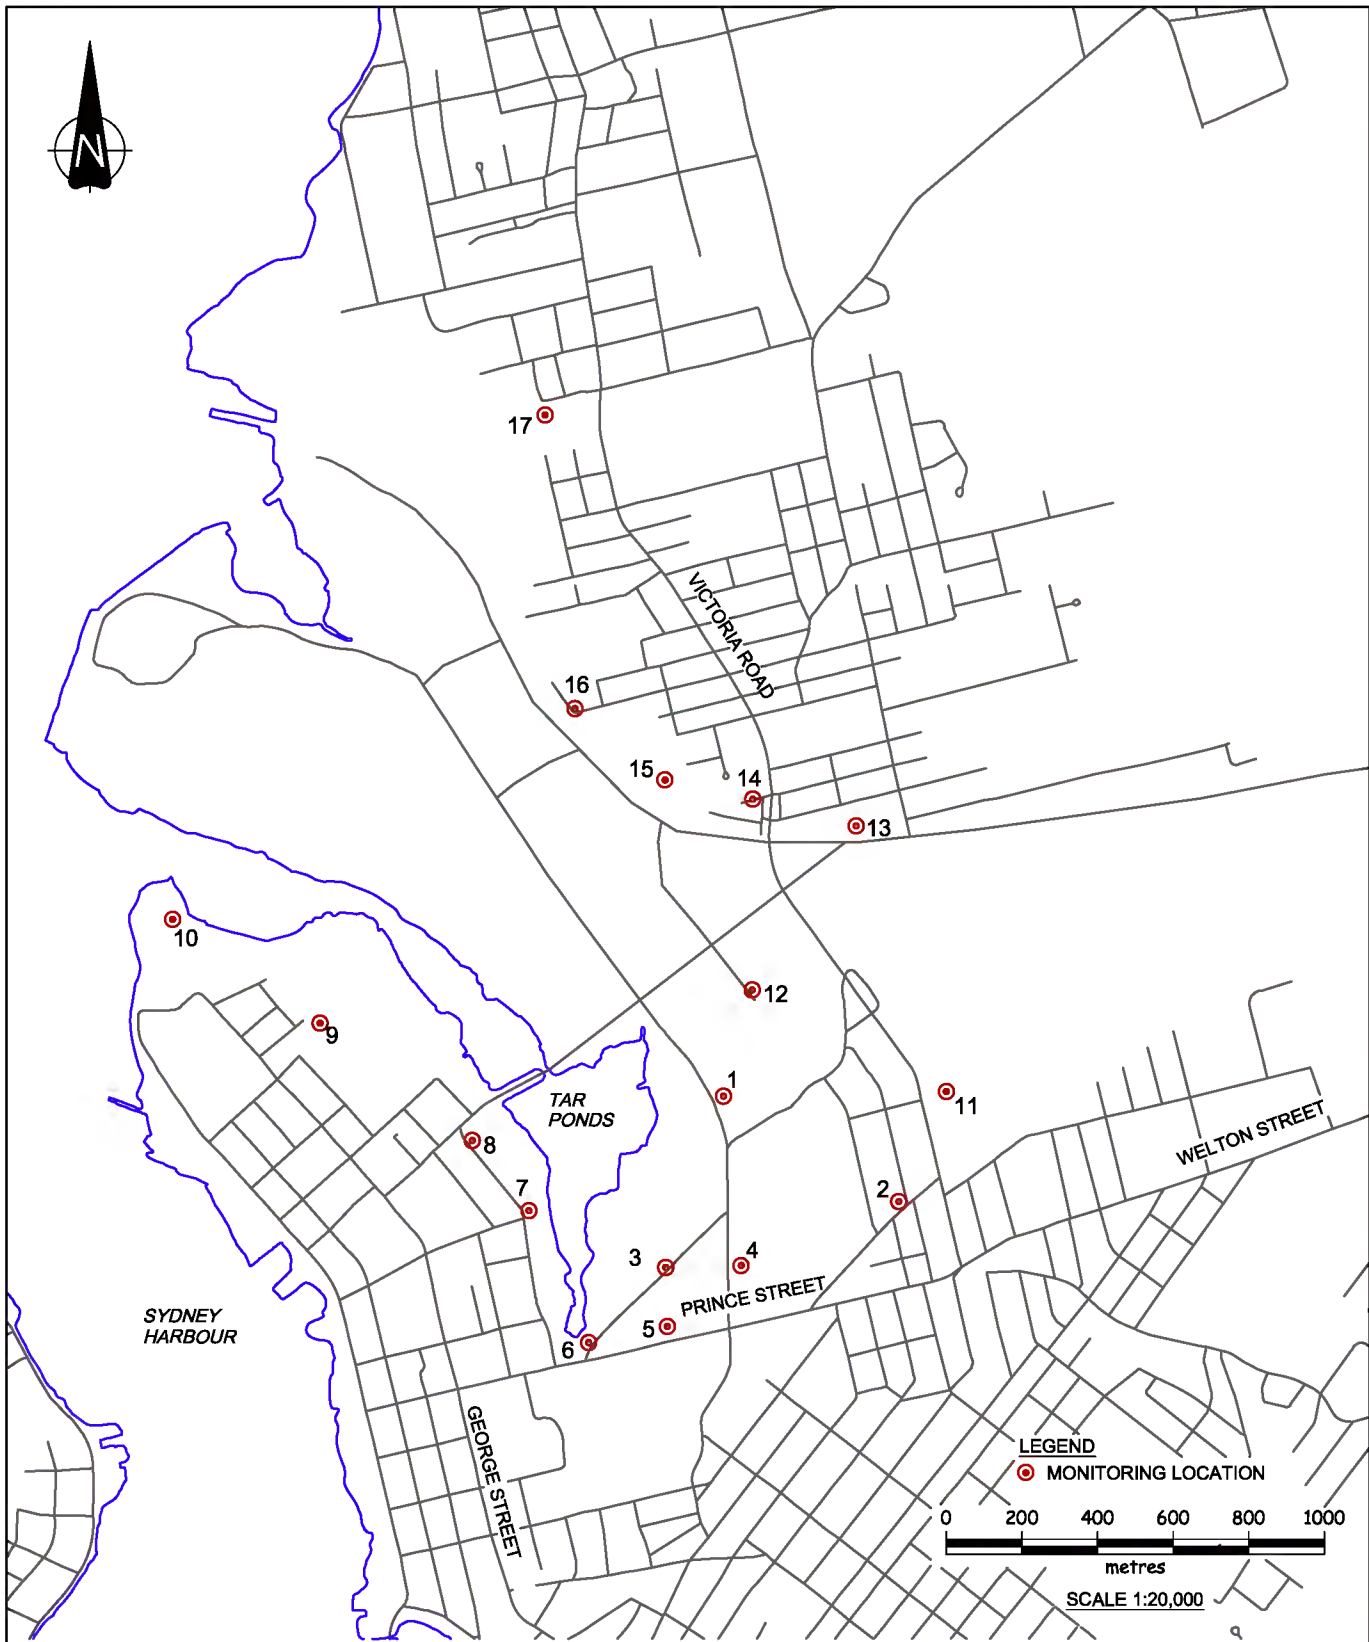 N
17
VICTORIA ROAD
16
15
14
13
10
12
9
1
TAR
PONDS
11
8
WELTON STREET
7
2
3
4
PRINCE STREET
SYDNEY
HARBOUR
5
6
GEORGE STREET
LEGEND
MONITORING LOCATION
0 200 400 600 800 1000
metres
SCALE 1:20,000